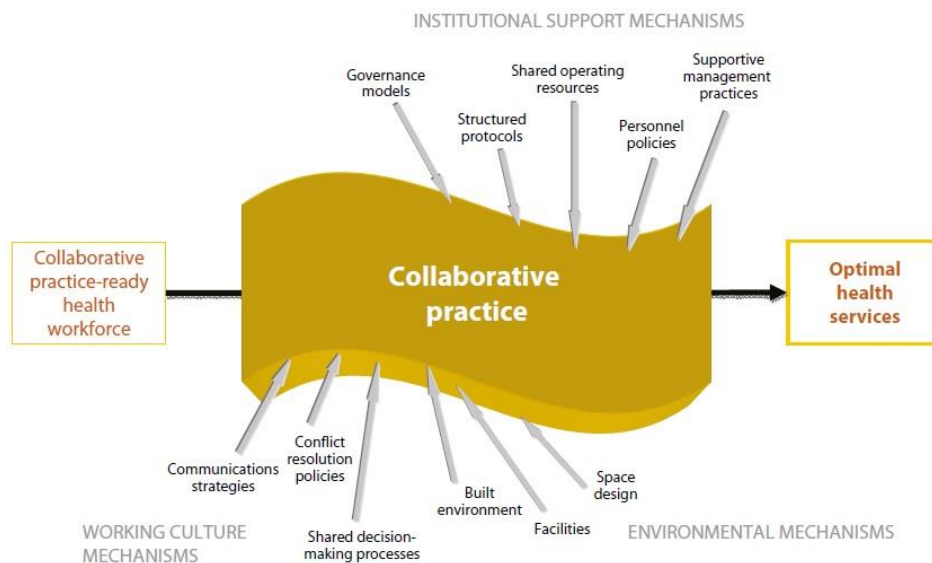 INSTITUTIONAL SUPPORT MECHANISMS
Governance
models
Structured
protocols
Shared operating
resources
Personnel
policies
Supportive
management
practices
Collaborative
practice-ready
health
workforce
Collaborative
practice
Optimal
health
services
Communications
strategies
Conflict
resolution
policies
Shared decision-
making processes
Built
environment
Facilities
Space
design
WORKING CULTURE
MECHANISMS
ENVIRONMENTAL MECHANISMS